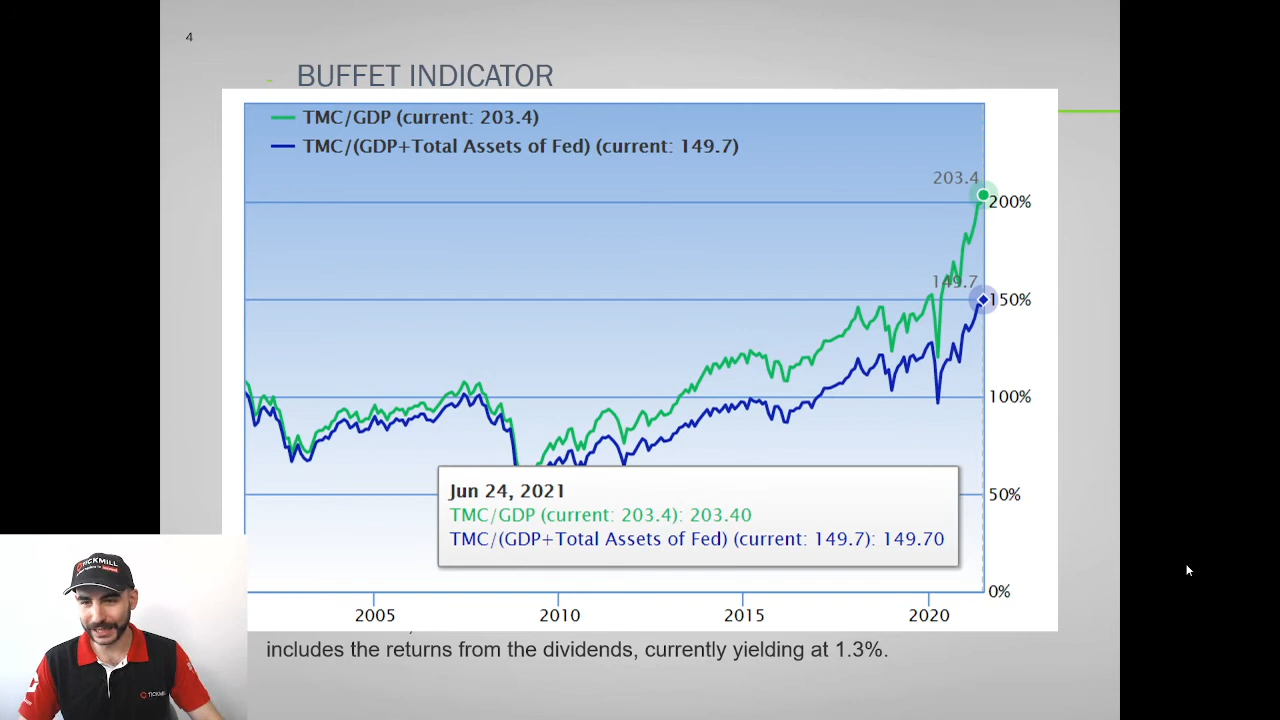 4
- BUFFET INDICATOR
TMC/GDP (current: 203.4)
TMC/(GDP+Total Assets of Fed) (current: 149.7)
203.4
200%
149.7
150%
100%
50%
Jun 24, 2021
TMC/GDP (current: 203.4): 203.40
TMC/(GDP+Total Assets of Fed) (current: 149.7): 149.70
0%
2005 2010 2015 2020
includes the returns from the dividends, currently yielding at 1.3%.
TICKMILL
TICKMILL